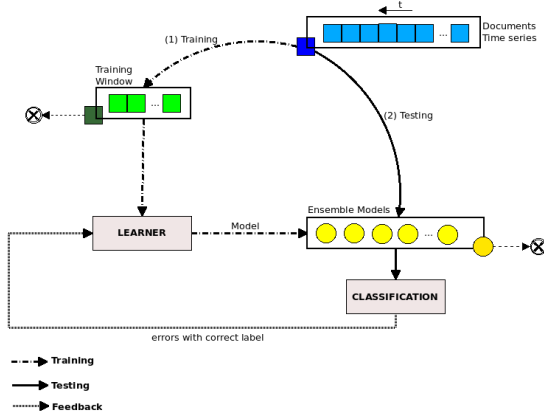 t
Documents
Time series
(1) Training
Training
Window
...
...
(2) Testing
Ensemble Models
LEARNER
Model
...
CLASSIFICATION
errors with correct label
Training
Testing
Feedback